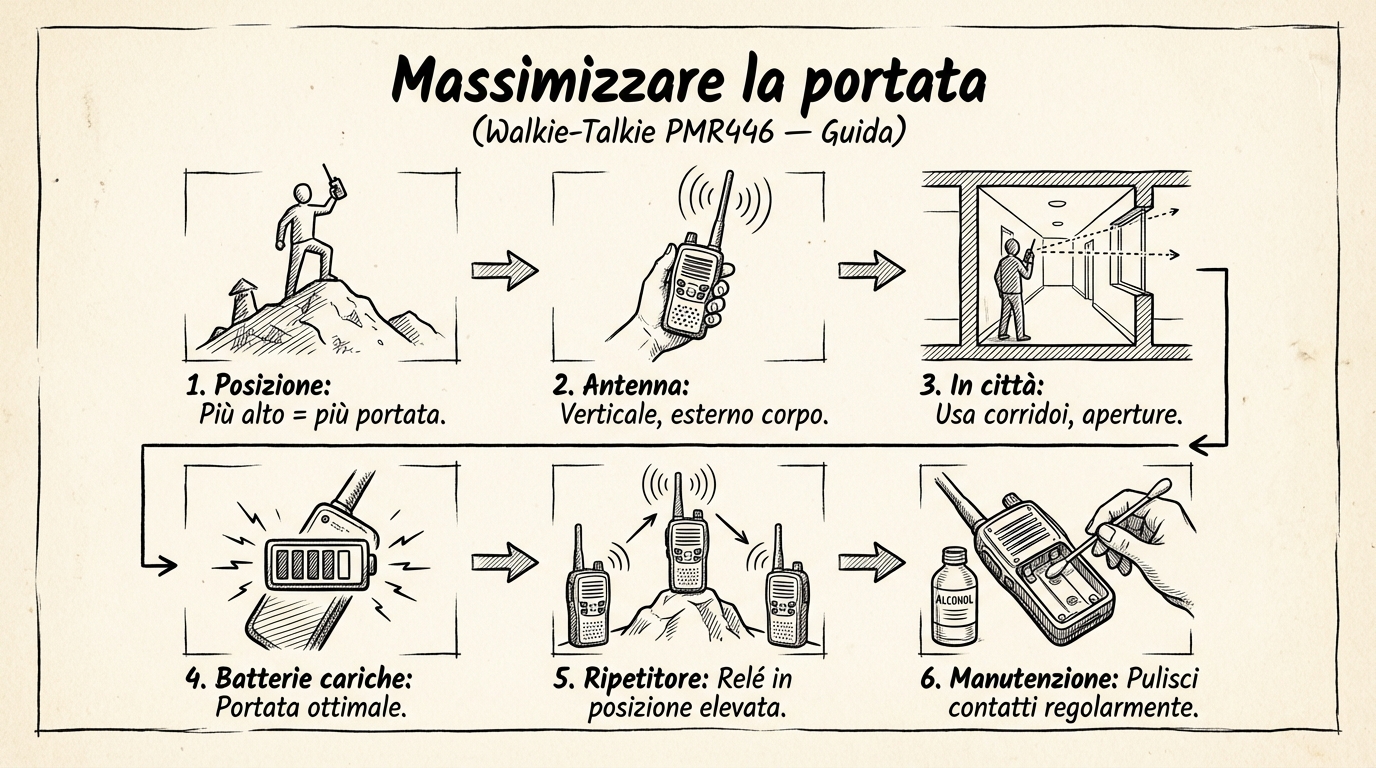 Massimizzare la portata
(Walkie-Talkie PMR446 — Guida)
1. Posizione:
Più alto = più portata.
2. Antenna:
Verticale, esterno corpo.
3. In città:
Usa corridoi, aperture.
4. Batterie cariche:
Portata ottimale.
5. Ripetitore: Relé in
posizione elevata.
ALCONOL
6. Manutenzione: Pulisci
contatti regolarmente.